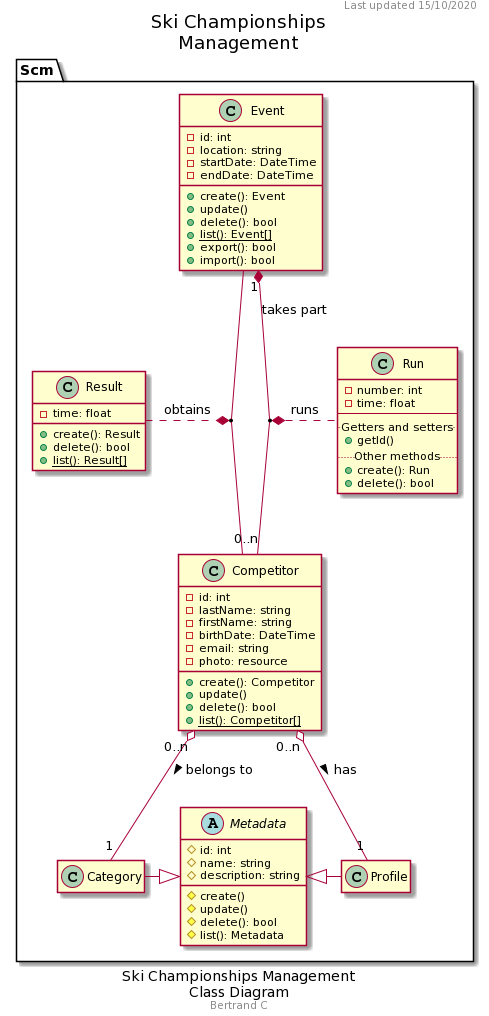 Last updated 15/10/2020
Ski Championships
Management
Scm
C Event
id: int
location: string
startDate: DateTime
endDate: DateTime
create(): Event
update()
delete(): bool
list(): Event[]
export(): bool
import(): bool
1
takes part
C Result
time: float
create(): Result
delete(): bool
list(): Result[]
obtains
runs
C Run
number: int
time: float
Getters and setters
getId()
Other methods
create(): Run
delete(): bool
0..n
C Competitor
id: int
lastName: string
firstName: string
birthDate: DateTime
email: string
photo: resource
create(): Competitor
update()
delete(): bool
list(): Competitor[]
0..n
0..n
belongs to
has
1
1
A Metadata
id: int
name: string
description: string
create()
update()
delete(): bool
list(): Metadata
C Category
C Profile
Ski Championships Management
Class Diagram
Bertrand C